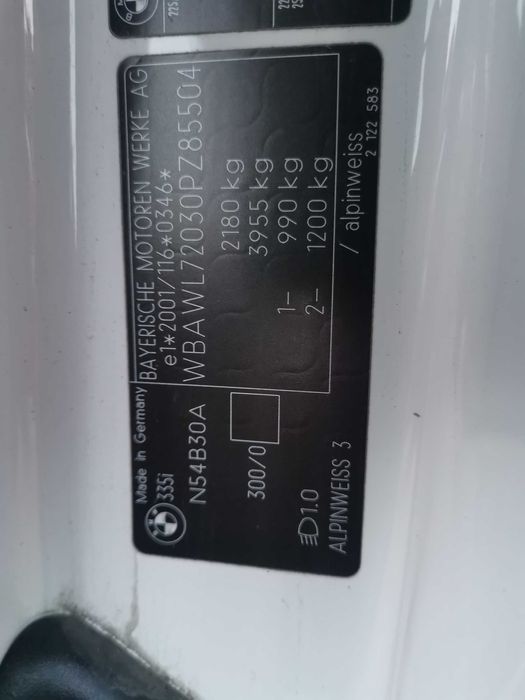 BAYERISCHE MOTOREN WERKE AG
e1*2001/116*0346*
WBAWL72030PZ85504
2180 kg
3955 kg
1- 990 kg
2- 1200 kg
Made in Germany
335i
N54B30A
300/0
1.0
ALPINWEISS 3 / alpinweiss
2 122 583